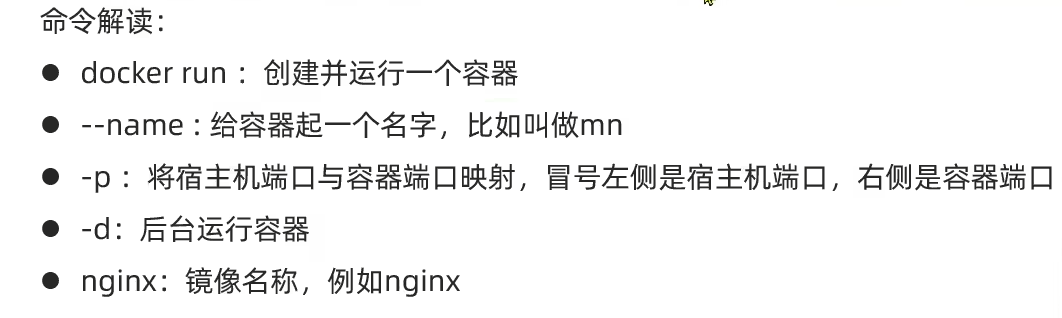 命令解读：
● docker run ：创建并运行一个容器
● --name : 给容器起一个名字，比如叫做mn
● -p ：将宿主机端口与容器端口映射，冒号左侧是宿主机端口，右侧是容器端口
● -d：后台运行容器
● nginx：镜像名称，例如nginx